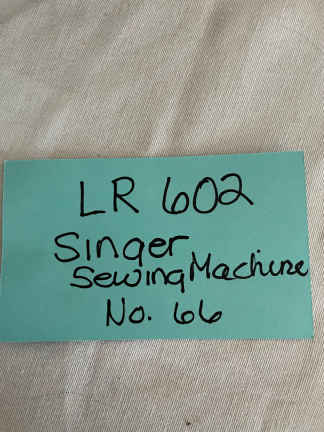 LR 602
Singer
Sewing Machine
No. 66